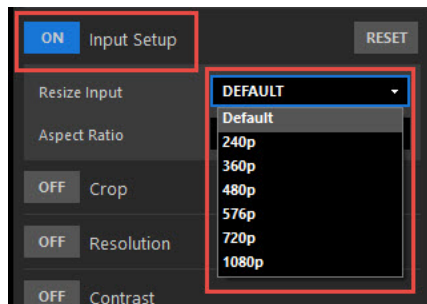 ON Input Setup RESET
Resize Input DEFAULT
Default
Aspect Ratio
240p
360p
OFF Crop
480p
576p
OFF Resolution
720p
1080p
OFF Contrast